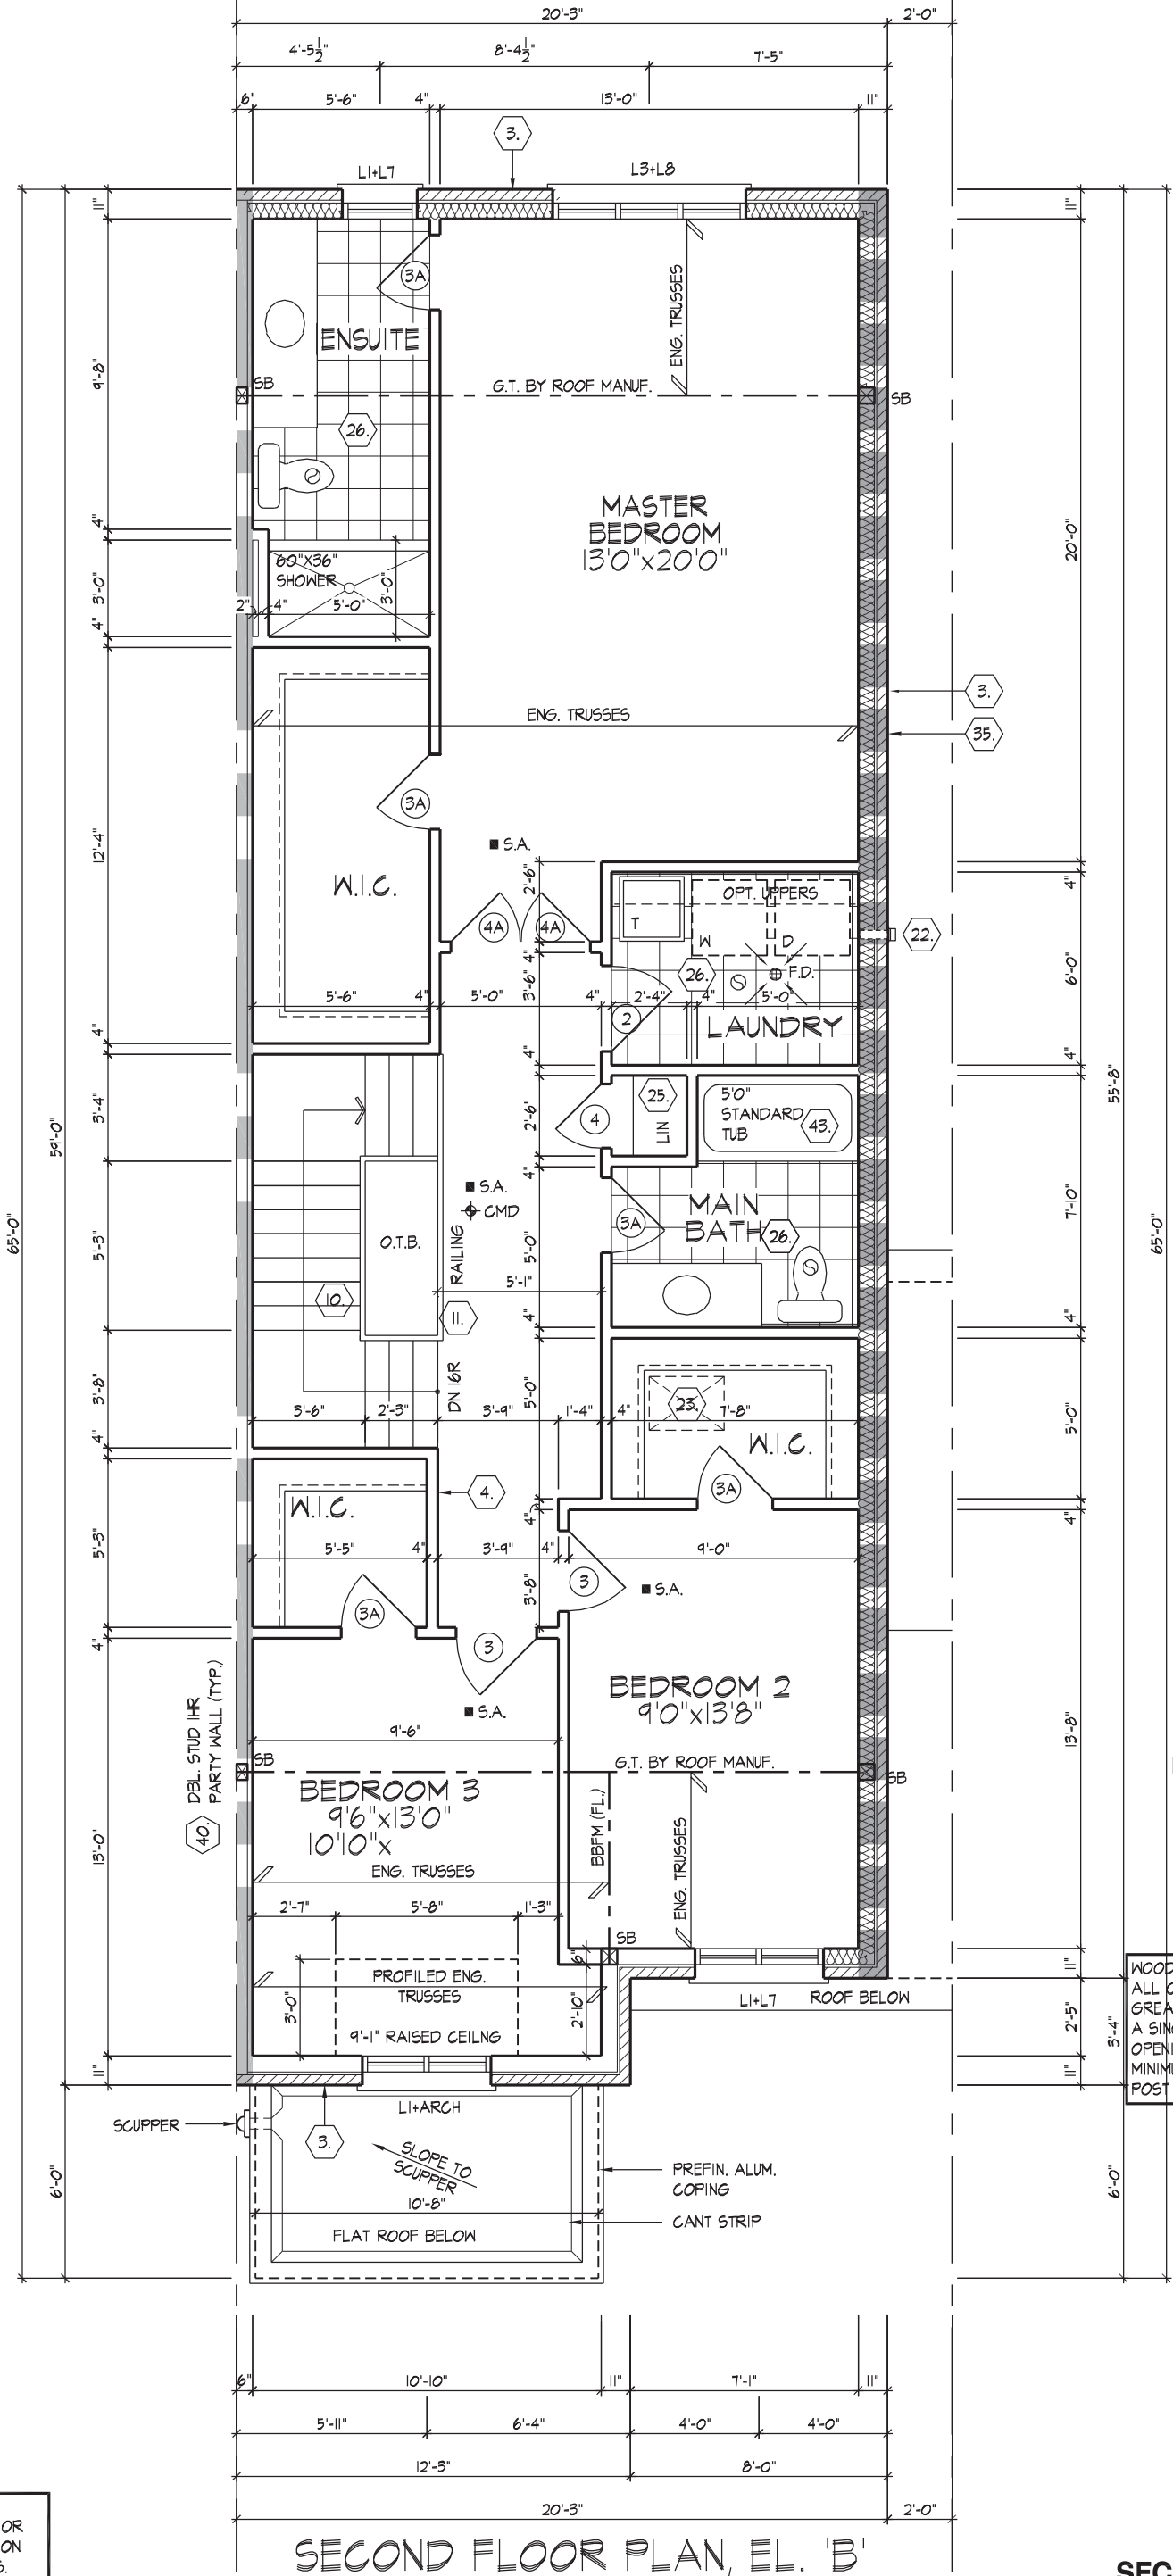 20'-3"
2'-0"
4'-5½"
8'-4½"
7'-5"
6"
5'-6"
4"
13'-0"
11"
3.
L1+L7
L3+L8
11"
11"
3A
ENSUITE
ENG. TRUSSES
9'-8"
SB
G.T. BY ROOF MANUF.
SB
26.
MASTER
BEDROOM
13'0"x20'0"
20'-0"
4"
60"X36"
SHOWER
3'-0"
3'-0"
2"
4"
5'-0"
4"
3.
ENG. TRUSSES
35.
3A
12'-4"
S.A.
W.I.C.
2'-6"
4"
OPT. UPPERS
T
4A
4A
W
D
22.
4"
3'-6"
26.
F.D.
6'-0"
5'-6"
4"
5'-0"
4"
2'-4"
4"
5'-0"
2
LAUNDRY
4"
4"
4"
55'-8"
59'-0"
3'-4"
2'-6"
4
25.
LIN
5'0"
STANDARD
TUB
43.
4"
S.A.
CMD
MAIN
BATH
3A
26.
7'-10"
65'-0"
65'-0"
5'-3"
O.T.B.
RAILING
5'-0"
5'-1"
10.
11.
4"
4"
DN 16R
3'-8"
5'-0"
23.
5'-0"
3'-6"
2'-3"
3'-9"
1'-4"
4"
7'-8"
W.I.C.
4"
4.
3A
W.I.C.
4"
4"
5'-3"
5'-5"
4"
3'-9"
4"
9'-0"
3
S.A.
3'-8"
3A
3
4"
BEDROOM 2
9'0"x13'8"
DBL. STUD 1HR
PARTY WALL (TYP.)
S.A.
9'-6"
13'-8"
SB
G.T. BY ROOF MANUF.
SB
BEDROOM 3
9'6"x13'0"
10'10"x
40.
13'-0"
BBFM (FL.)
ENG. TRUSSES
ENG. TRUSSES
2'-7"
5'-8"
1'-3"
SB
6"
11"
PROFILED ENG.
TRUSSES
3'-0"
2'-10"
L1+L7
ROOF BELOW
2'-5"
3'-4"
9'-1" RAISED CEILNG
11"
11"
WOOD
ALL
GREA
A SIN
OPENI
MINIM
POST
L1+ARCH
SCUPPER
3.
SLOPE TO
SCUPPER
6'-0"
PREFIN. ALUM.
COPING
6'-0"
10'-8"
CANT STRIP
FLAT ROOF BELOW
6"
10'-10"
11"
7'-1"
11"
5'-11"
6'-4"
4'-0"
4'-0"
12'-3"
8'-0"
20'-3"
2'-0"
OR
ON
S.
SECOND FLOOR PLAN, EL. 'B'
SEC